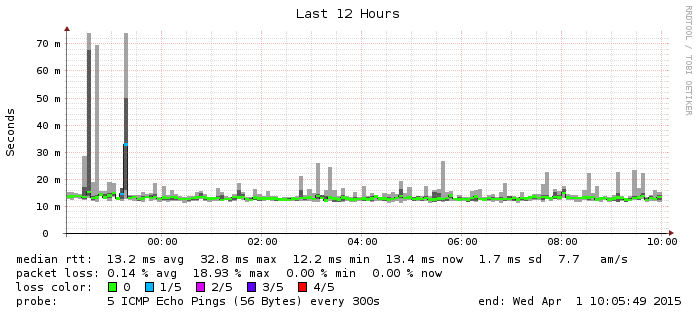 Last 12 Hours
RRDTOOL / TOBI OETIKER
Seconds
70 m
60 m
50 m
40 m
30 m
20 m
10 m
0
00:00 02:00 04:00 06:00 08:00 10:00
median rtt: 13.2 ms avg 32.8 ms max 12.2 ms min 13.4 ms now 1.7 ms sd 7.7 am/s
packet loss: 0.14 % avg 18.93 % max 0.00 % min 0.00 % now
loss color: 0 1/5 2/5 3/5 4/5
probe: 5 ICMP Echo Pings (56 Bytes) every 300s end: Wed Apr 1 10:05:49 2015